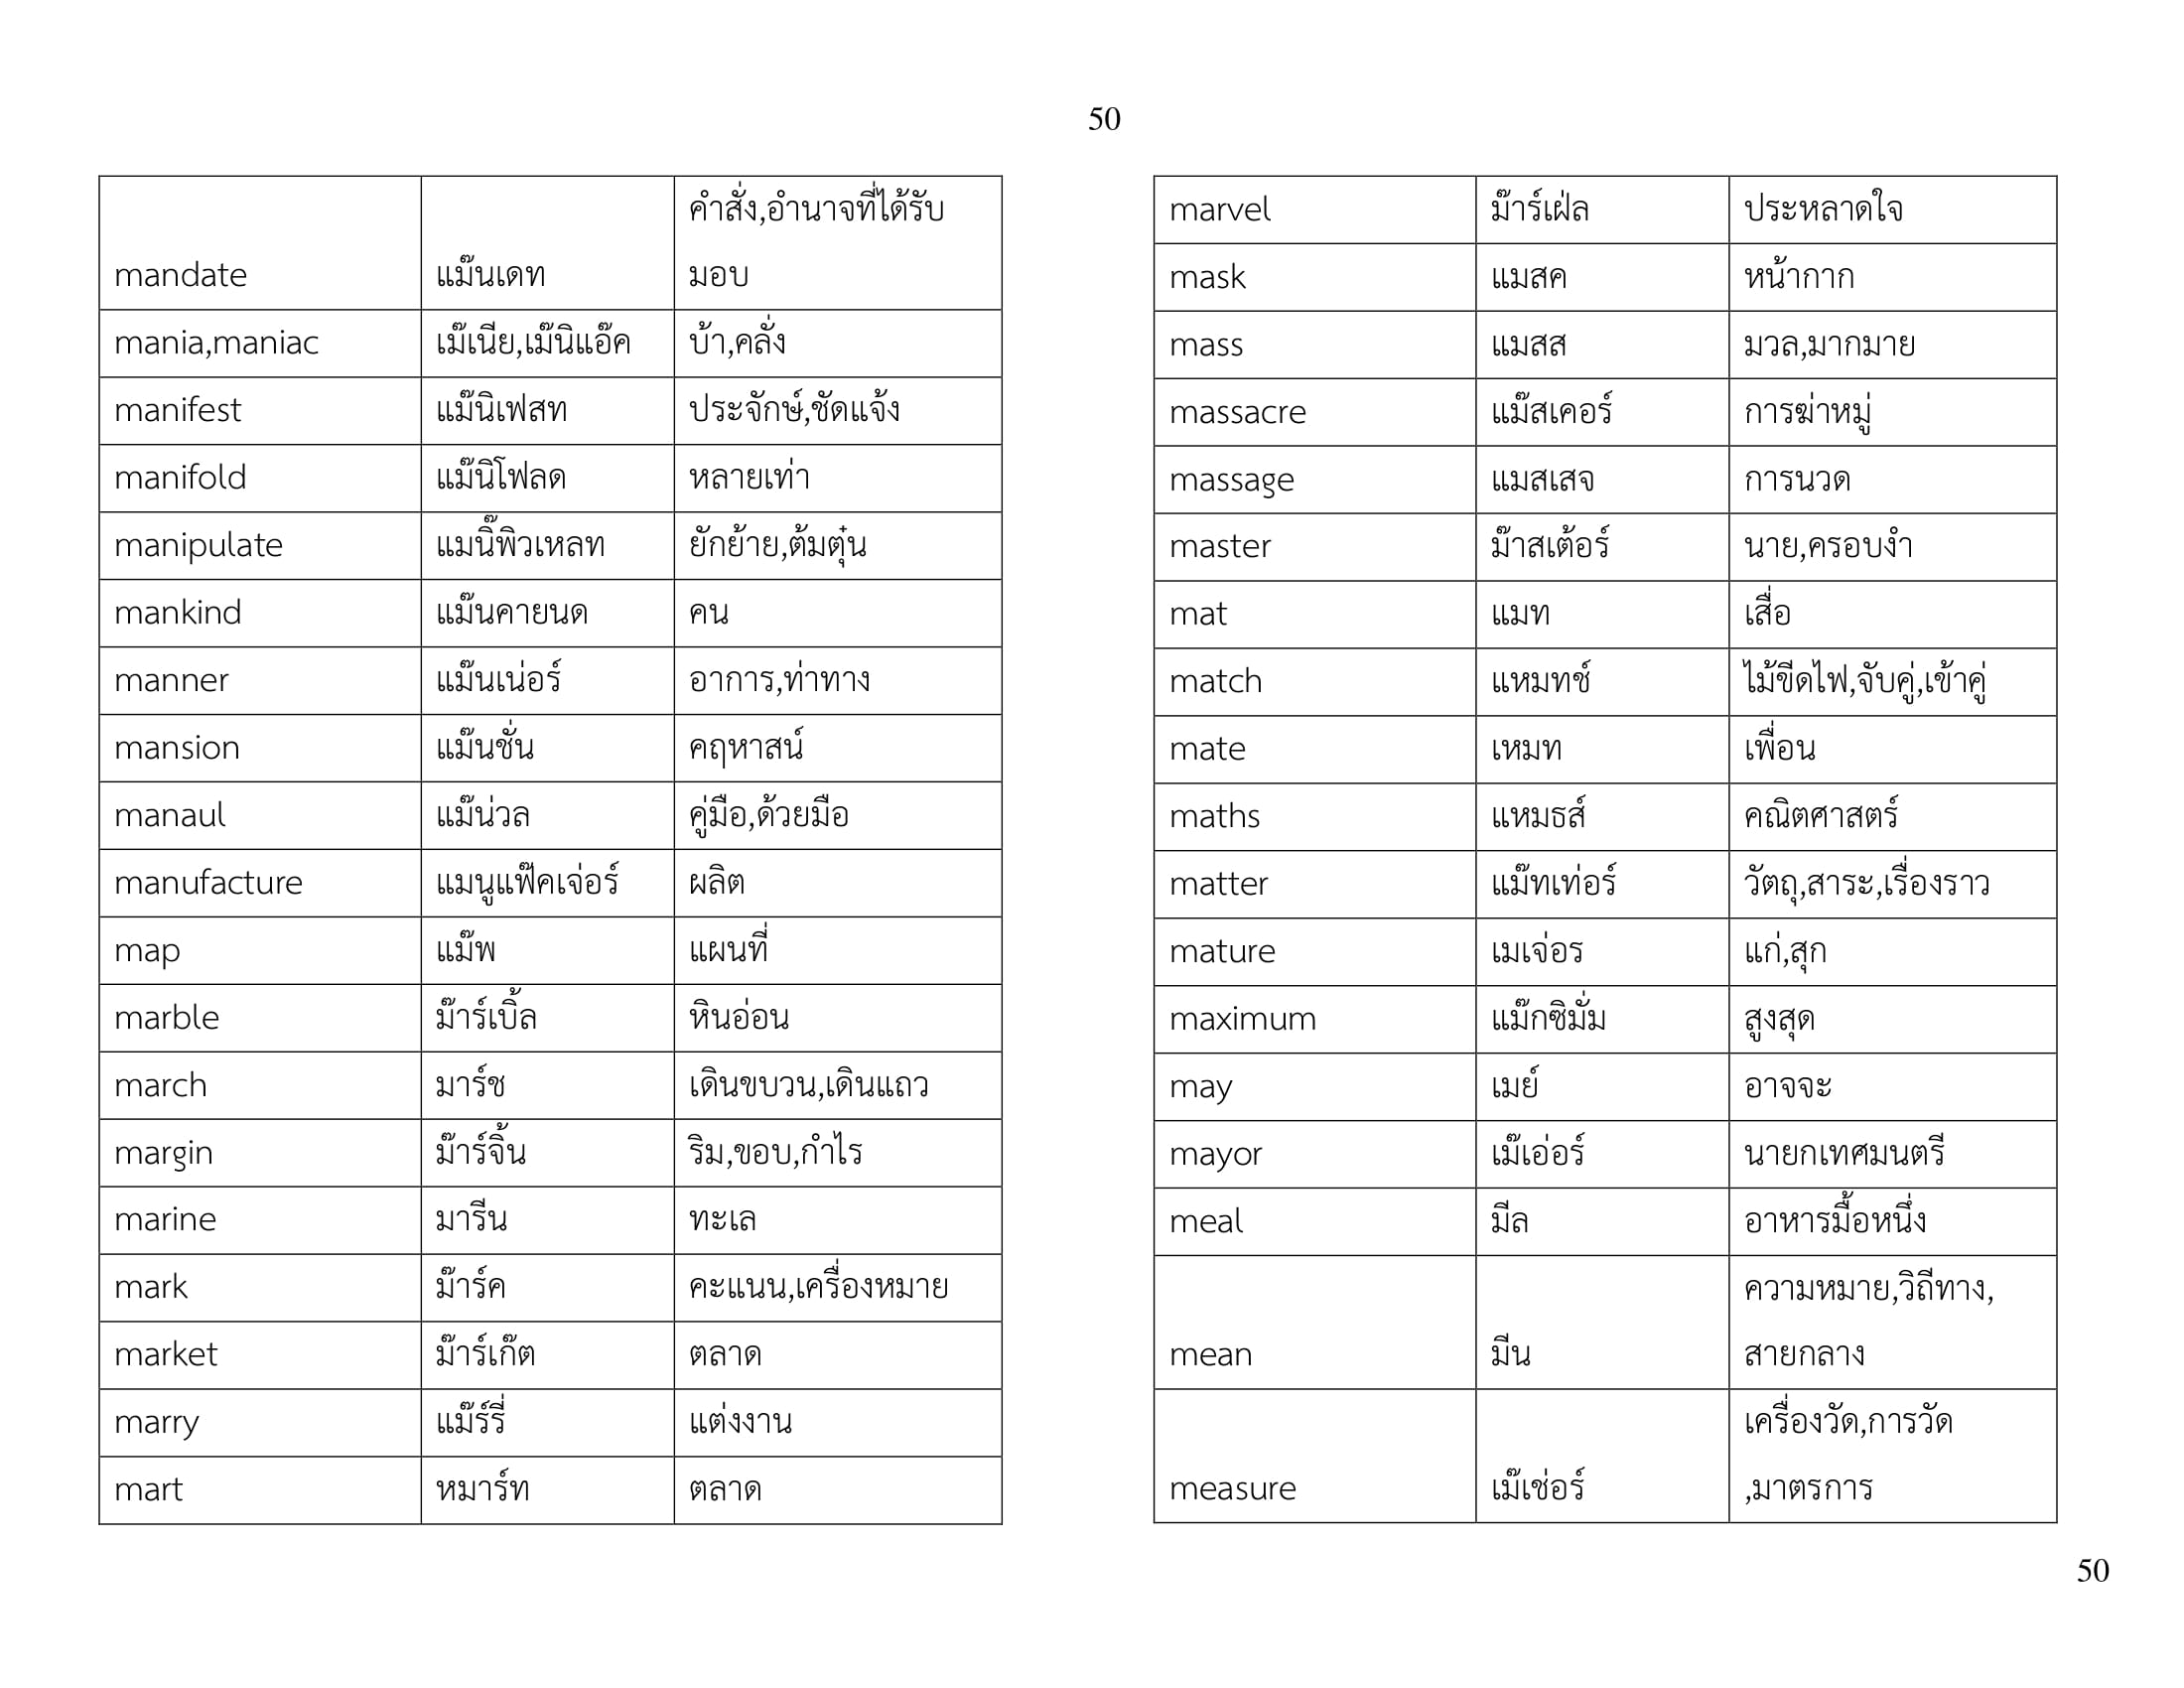 50
คำสั่ง,อำนาจที่ได้รับ
mandate แม๊นเดท มอบ
mania,maniac เม๊เนีย,เม๊นิแอ๊ค บ้า,คลั่ง
manifest แม๊นิเฟสท ประจักษ์,ชัดแจ้ง
manifold แม๊นิโฟลด หลายเท่า
manipulate แมนิ๊พิวเหลท ยักย้าย,ต้มตุ๋น
mankind แม๊นคายนด คน
manner แม๊นเน่อร์ อาการ,ท่าทาง
mansion แม๊นชั่น คฤหาสน์
manaul แม๊น่วล คู่มือ,ด้วยมือ
manufacture แมนูแฟ๊คเจ่อร์ ผลิต
map แม๊พ แผนที่
marble ม๊าร์เบิ้ล หินอ่อน
march มาร์ช เดินขบวน,เดินแถว
margin ม๊าร์จิ้น ริม,ขอบ,กำไร
marine มารีน ทะเล
mark ม๊าร์ค คะแนน,เครื่องหมาย
market ม๊าร์เก๊ต ตลาด
marry แม๊ร์รี่ แต่งงาน
mart หมาร์ท ตลาด
marvel ม๊าร์เฝ่ล ประหลาดใจ
mask แมสค หน้ากาก
mass แมสส มวล,มากมาย
massacre แม๊สเคอร์ การฆ่าหมู่
massage แมสเสจ การนวด
master ม๊าสเต้อร์ นาย,ครอบงำ
mat แมท เสื่อ
match แหมทช์ ไม้ขีดไฟ,จับคู่,เข้าคู่
mate เหมท เพื่อน
maths แหมธส์ คณิตศาสตร์
matter แม๊ทเท่อร์ วัตถุ,สาระ,เรื่องราว
mature เมเจ่อร แก่,สุก
maximum แม๊กซิมั่ม สูงสุด
may เมย์ อาจจะ
mayor เม๊เอ่อร์ นายกเทศมนตรี
meal มีล อาหารมื้อหนึ่ง
ความหมาย,วิถีทาง,
mean มีน สายกลาง
เครื่องวัด,การวัด
measure เม๊เช่อร์ ,มาตรการ
50